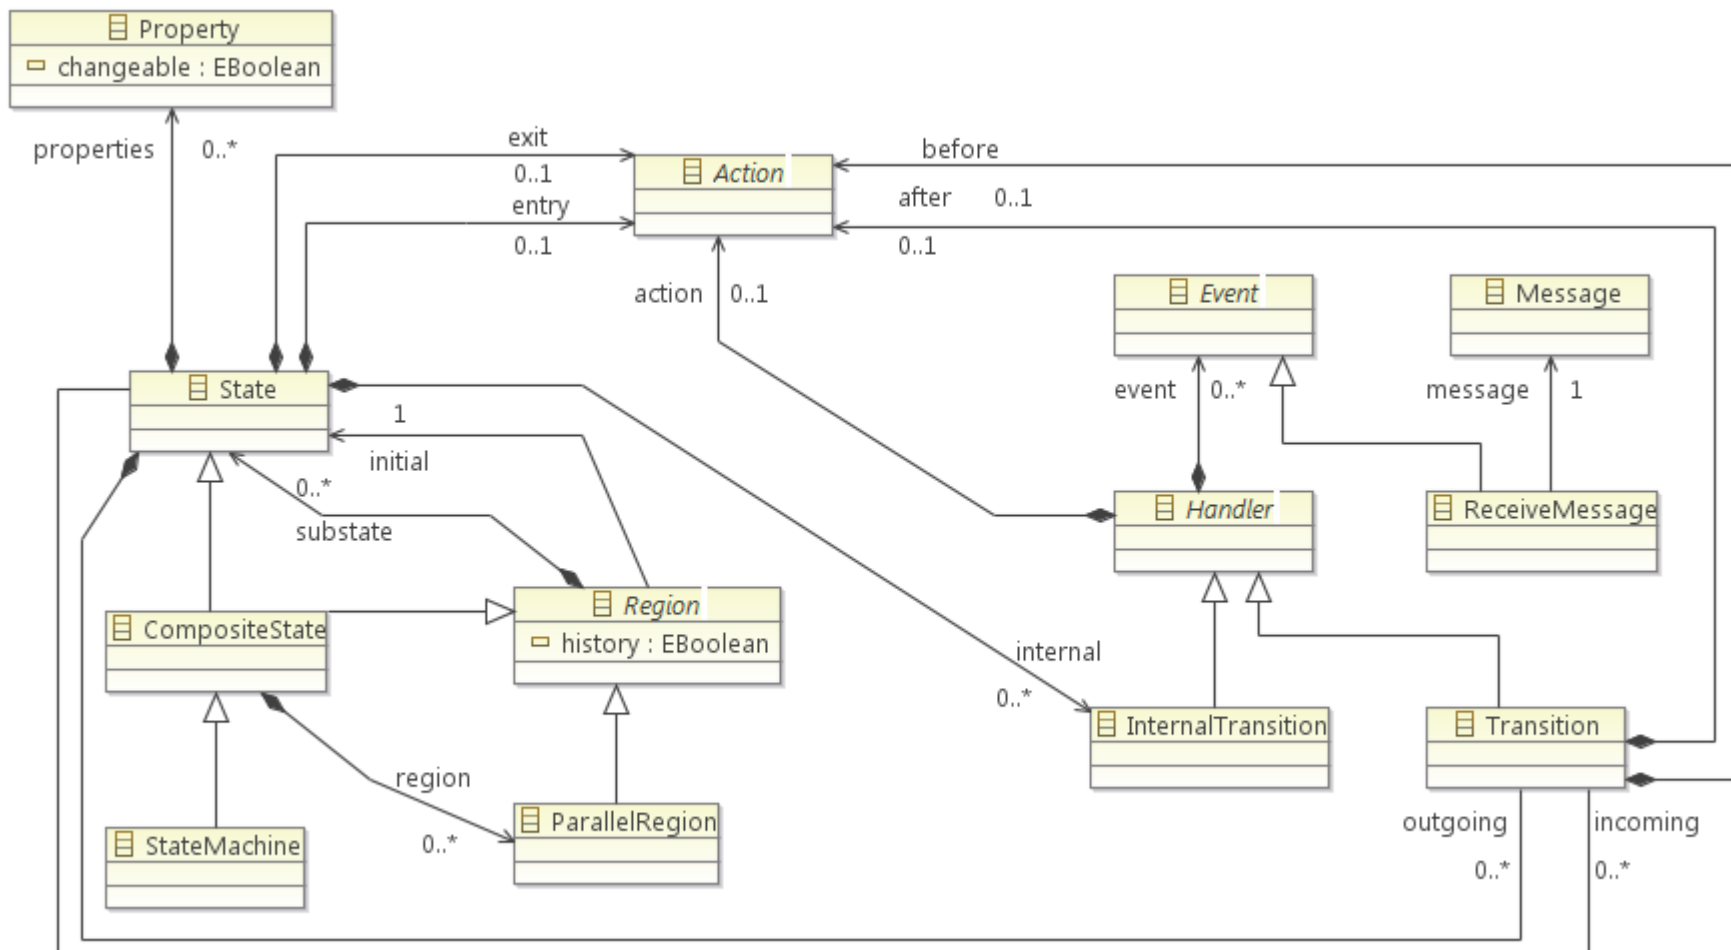 Property
changeable : EBoolean
properties
0..*
exit
0..1
entry
0..1
Action
before
after
0..1
0..1
action
0..1
Event
Message
event
0..*
message
1
State
1
initial
0..*
substate
Handler
ReceiveMessage
CompositeState
Region
history : EBoolean
internal
0..*
InternalTransition
Transition
region
0..*
ParallelRegion
StateMachine
outgoing
incoming
0..*
0..*